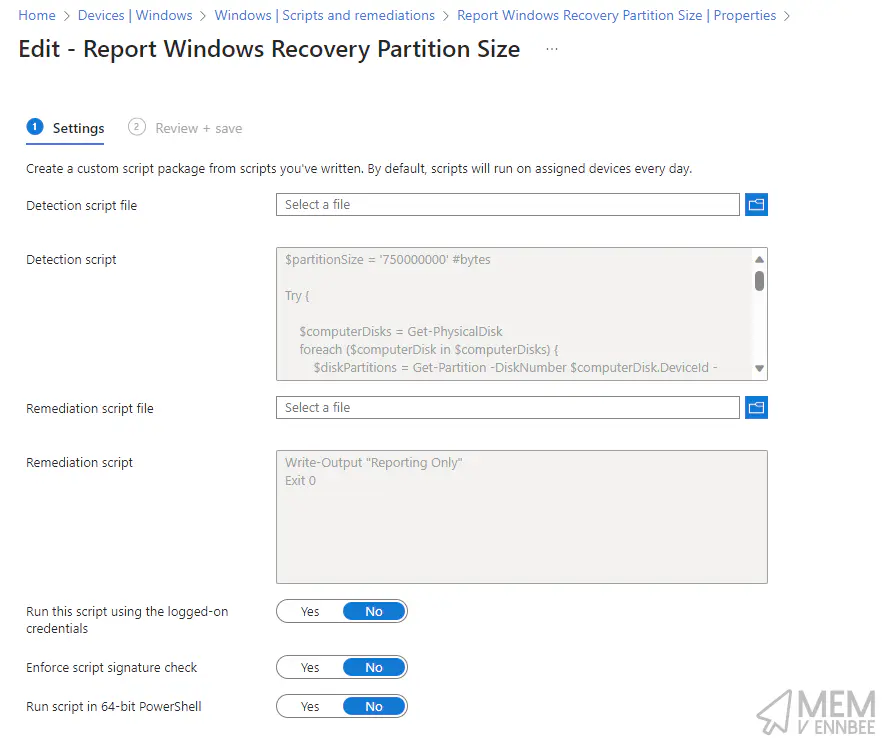 Home > Devices | Windows > Windows | Scripts and remediations > Report Windows Recovery Partition Size | Properties >
Edit - Report Windows Recovery Partition Size ...
1 Settings 2 Review + save
Create a custom script package from scripts you've written. By default, scripts will run on assigned devices every day.
Detection script file Select a file
Detection script
$partitionSize = '750000000' #bytes
Try {
$computerDisks = Get-PhysicalDisk
foreach ($computerDisk in $computerDisks) {
$diskPartitions = Get-Partition -DiskNumber $computerDisk.DeviceId -
Remediation script file Select a file
Remediation script
Write-Output "Reporting Only"
Exit 0
Run this script using the logged-on
credentials
Yes No
Enforce script signature check Yes No
Run script in 64-bit PowerShell Yes No
MEM
V ENNBEE